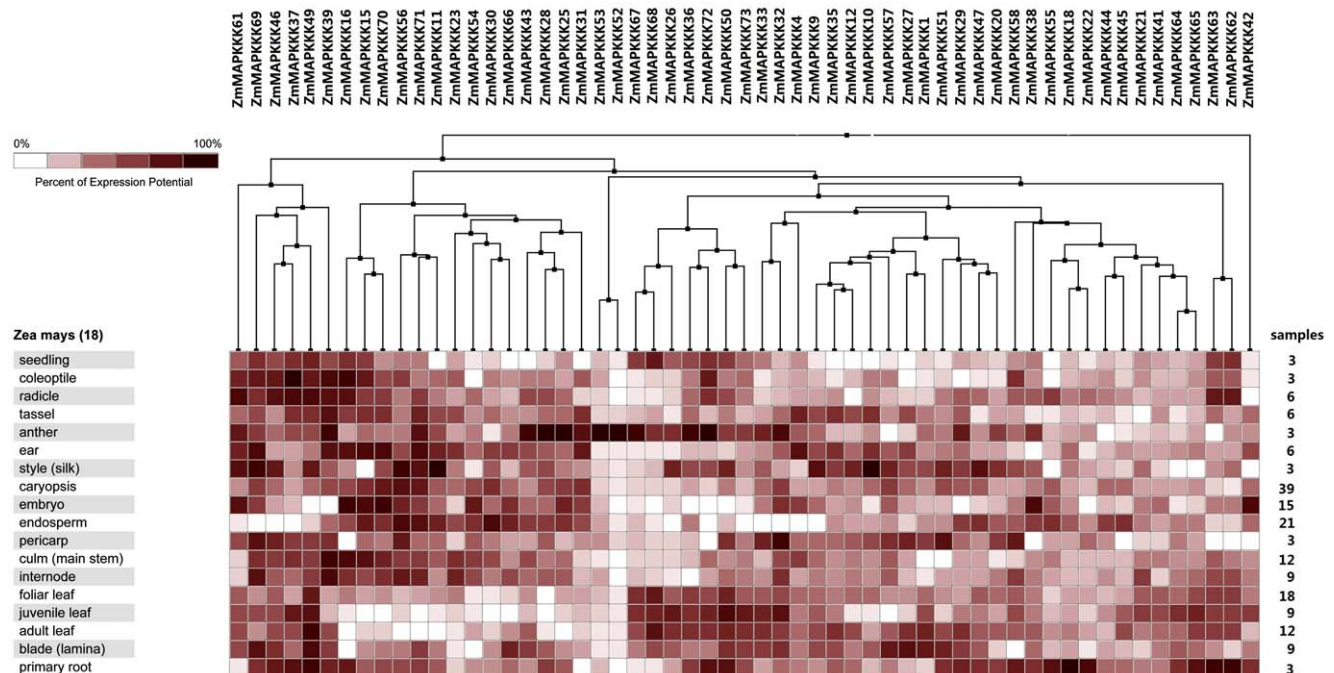 ZmMAPKKK61
ZmMAPKKK69
ZmMAPKKK46
ZmMAPKKK37
ZmMAPKKK49
ZmMAPKKK39
ZmMAPKKK16
ZmMAPKKK15
ZmMAPKKK70
ZmMAPKKK56
ZmMAPKKK71
ZmMAPKKK11
ZmMAPKKK23
ZmMAPKKK54
ZmMAPKKK30
ZmMAPKKK66
ZmMAPKKK43
ZmMAPKKK28
ZmMAPKKK25
ZmMAPKKK31
ZmMAPKKK53
ZmMAPKKK52
ZmMAPKKK67
ZmMAPKKK68
ZmMAPKKK26
ZmMAPKKK36
ZmMAPKKK72
ZmMAPKKK50
ZmMAPKKK73
ZmMAPKKK33
ZmMAPKKK32
ZmMAPKKK4
ZmMAPKKK9
ZmMAPKKK35
ZmMAPKKK12
ZmMAPKKK10
ZmMAPKKK57
ZmMAPKKK27
ZmMAPKKK1
ZmMAPKKK51
ZmMAPKKK29
ZmMAPKKK47
ZmMAPKKK20
ZmMAPKKK58
ZmMAPKKK38
ZmMAPKKK55
ZmMAPKKK18
ZmMAPKKK22
ZmMAPKKK44
ZmMAPKKK45
ZmMAPKKK21
ZmMAPKKK41
ZmMAPKKK64
ZmMAPKKK65
ZmMAPKKK63
ZmMAPKKK62
ZmMAPKKK42
0% 100%
Percent of Expression Potential
Zea mays (18) samples
seedling 3
coleoptile 3
radicle 6
tassel 6
anther 3
ear 6
style (silk) 3
caryopsis 39
embryo 15
endosperm 21
pericarp 3
culm (main stem) 12
internode 9
foliar leaf 18
juvenile leaf 9
adult leaf 12
blade (lamina) 9
primary root 3